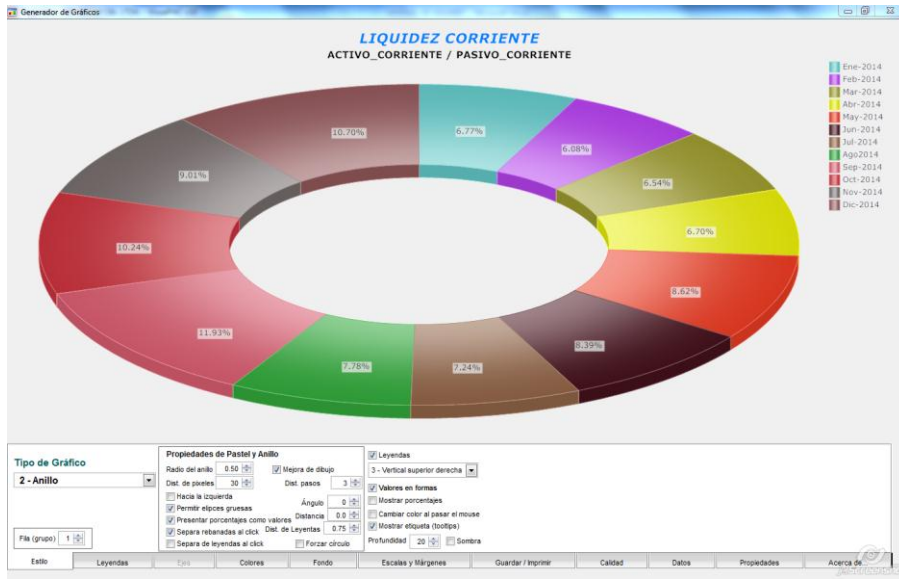 Generador de Gráficos
LIQUIDEZ CORRIENTE
ACTIVO_CORRIENTE / PASIVO_CORRIENTE
Ene-2014
Feb-2014
Mar-2014
Abr-2014
May-2014
Jun-2014
Jul-2014
Ago2014
Sep-2014
Oct-2014
Nov-2014
Dic-2014
10.70%
6.77%
6.08%
9.01%
6.54%
6.70%
10.24%
8.62%
11.93%
8.39%
7.78%
7.24%
Tipo de Gráfico
2 - Anillo
Fila (grupo) 1
Propiedades de Pastel y Anillo
Radio del anillo 0.50 Mejora de dibujo
Dist. de pixeles 30 Dist. pasos 3
Hacia la izquierda
Ángulo 0
Permitir elipces gruesas
Distancia 0.0
Presentar porcentajes como valores
Dist. de Leyentas 0.75
Separa rebanadas al click
Separa de leyendas al click Forzar círculo
Leyendas
3 - Vertical superior derecha
Valores en formas
Mostrar porcentajes
Cambiar color al pasar el mouse
Mostrar etiqueta (tooltips)
Profundidad 20 Sombra
Estilo Leyendas Ejes Colores Fondo Escalas y Márgenes Guardar / Imprimir Calidad Datos Propiedades Acerca de...